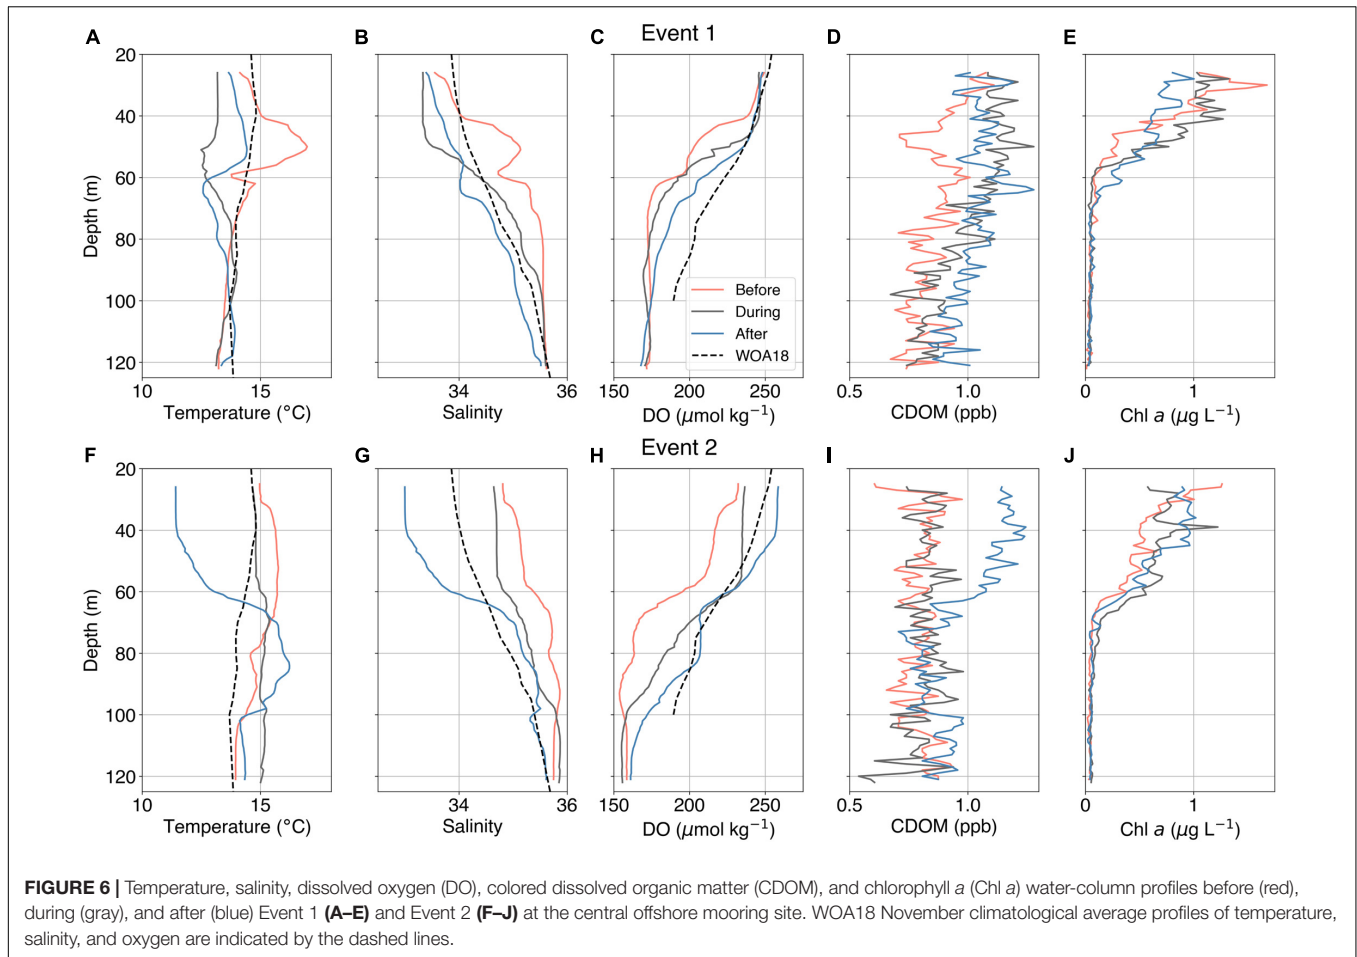 Event 1
A
B
C
D
E
20
40
60
80
100
120
Depth (m)
10
15
34
36
150
200
250
0.5
1.0
0
1
Temperature (°C)
Salinity
DO (μmol kg⁻¹)
CDOM (ppb)
Chl a (μg L⁻¹)
Before
During
After
WOA18
Event 2
F
G
H
I
J
20
40
60
80
100
120
Depth (m)
10
15
34
36
150
200
250
0.5
1.0
0
1
Temperature (°C)
Salinity
DO (μmol kg⁻¹)
CDOM (ppb)
Chl a (μg L⁻¹)
FIGURE 6 | Temperature, salinity, dissolved oxygen (DO), colored dissolved organic matter (CDOM), and chlorophyll a (Chl a) water-column profiles before (red),
during (gray), and after (blue) Event 1 (A–E) and Event 2 (F–J) at the central offshore mooring site. WOA18 November climatological average profiles of temperature,
salinity, and oxygen are indicated by the dashed lines.